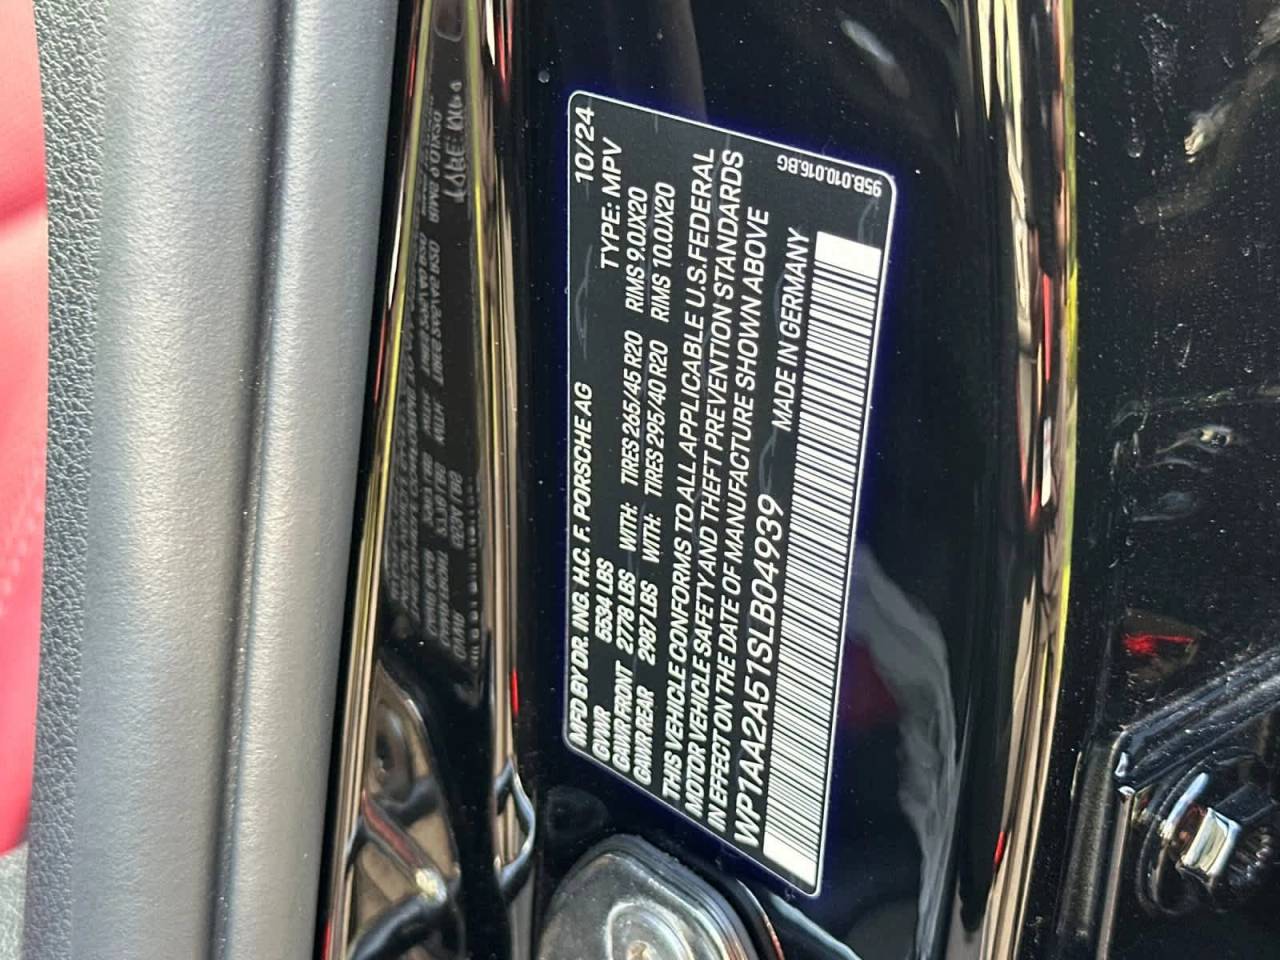 MFD BY DR. ING. H.C. F. PORSCHE AG 10/24
GVWR 5534 LBS TYPE: MPV
GAWR FRONT 2778 LBS WITH: TIRES 265/45 R20 RIMS 9.0JX20
GAWR REAR 2987 LBS WITH: TIRES 295/40 R20 RIMS 10.0JX20
THIS VEHICLE CONFORMS TO ALL APPLICABLE U.S. FEDERAL
MOTOR VEHICLE SAFETY AND THEFT PREVENTION STANDARDS
IN EFFECT ON THE DATE OF MANUFACTURE SHOWN ABOVE
WP1AA2A51SLB04939 MADE IN GERMANY
95B.010.016.BG